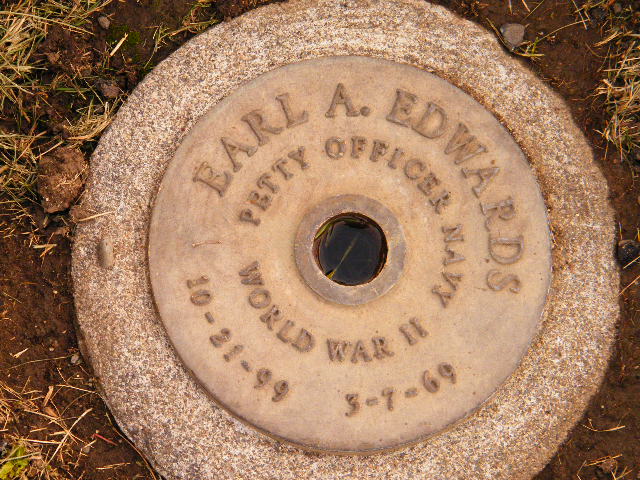 EARL A. EDWARDS
PETTY OFFICER NAVY
WORLD WAR II
10-21-99 3-7-69